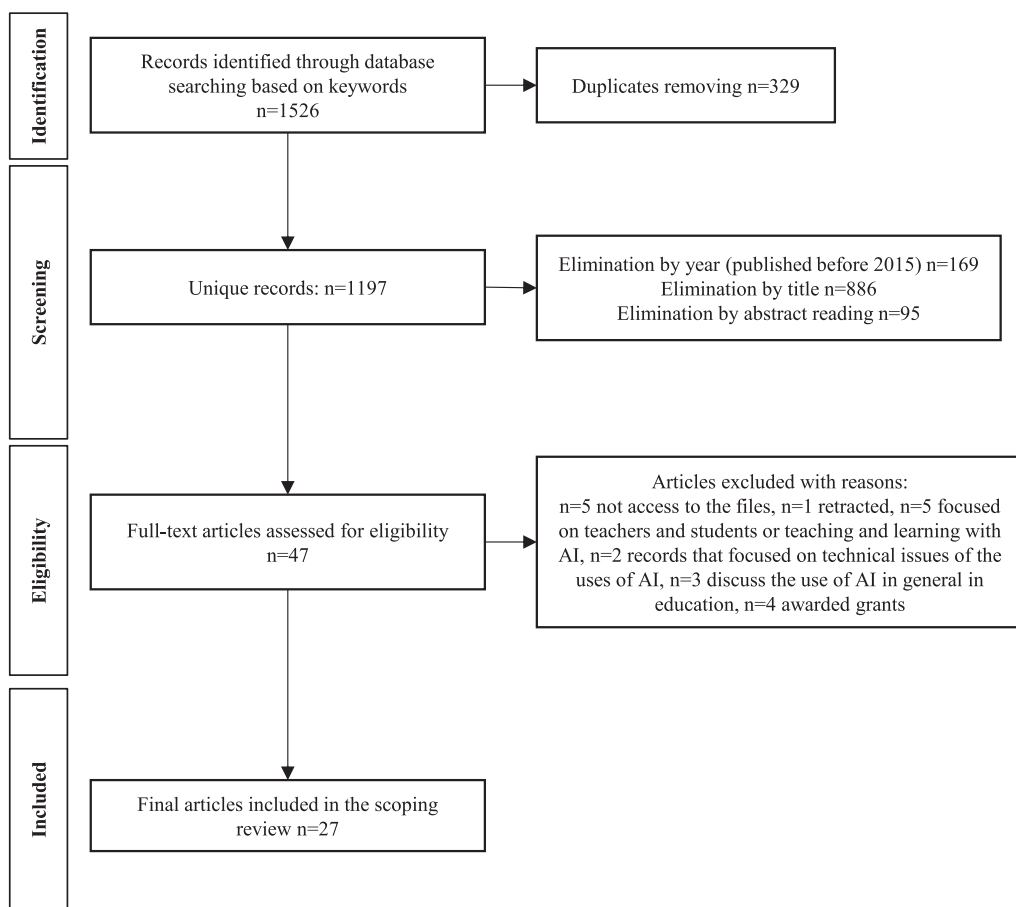 Identification
Records identified through database
searching based on keywords
n=1526
Duplicates removing n=329
Screening
Unique records: n=1197
Elimination by year (published before 2015) n=169
Elimination by title n=886
Elimination by abstract reading n=95
Eligibility
Full-text articles assessed for eligibility
n=47
Articles excluded with reasons:
n=5 not access to the files, n=1 retracted, n=5 focused
on teachers and students or teaching and learning with
AI, n=2 records that focused on technical issues of the
uses of AI, n=3 discuss the use of AI in general in
education, n=4 awarded grants
Included
Final articles included in the scoping
review n=27